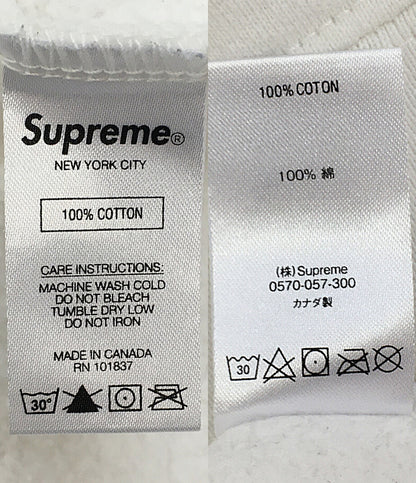 Supreme®
NEW YORK CITY
100% COTTON
CARE INSTRUCTIONS:
MACHINE WASH COLD
DO NOT BLEACH
TUMBLE DRY LOW
DO NOT IRON
MADE IN CANADA
RN 101837
30°
100% COTON
100% 綿
(株) Supreme
0570-057-300
カナダ製
30